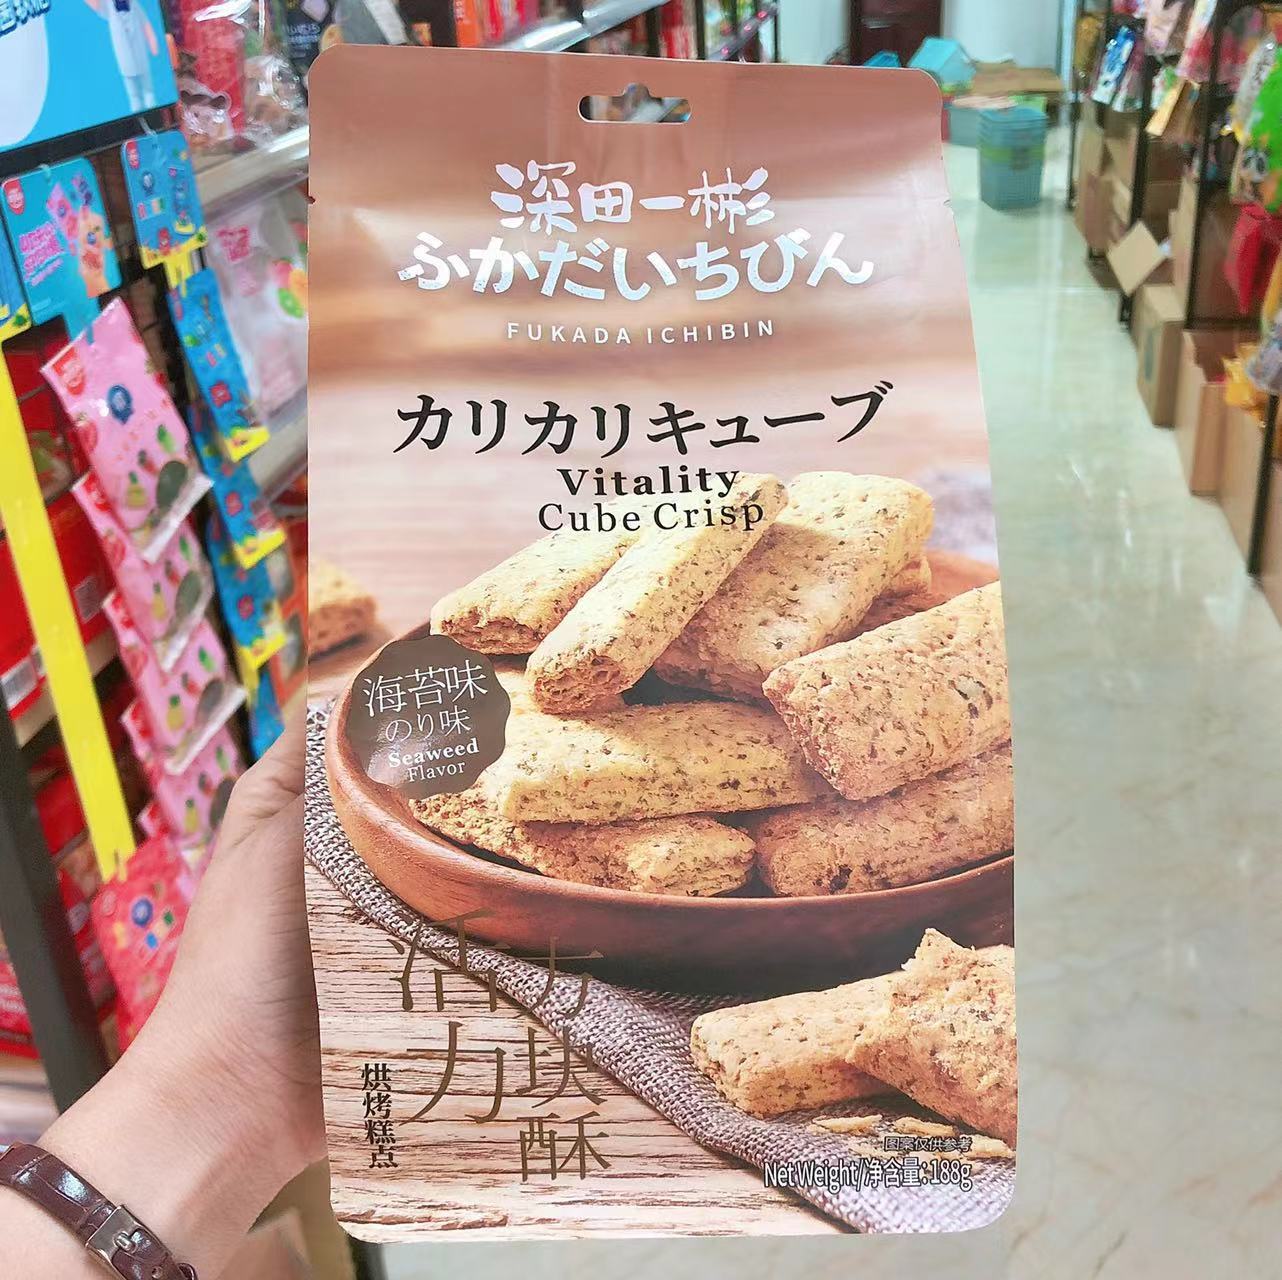 深田一彬
ふかだいちびん
FUKADA ICHIBIN
カリカリキューブ
Vitality
Cube Crisp
海苔味
のり味
Seaweed
Flavor
活力
方块酥
烘烤糕点
图案仅供参考
Net Weight/净含量:188g